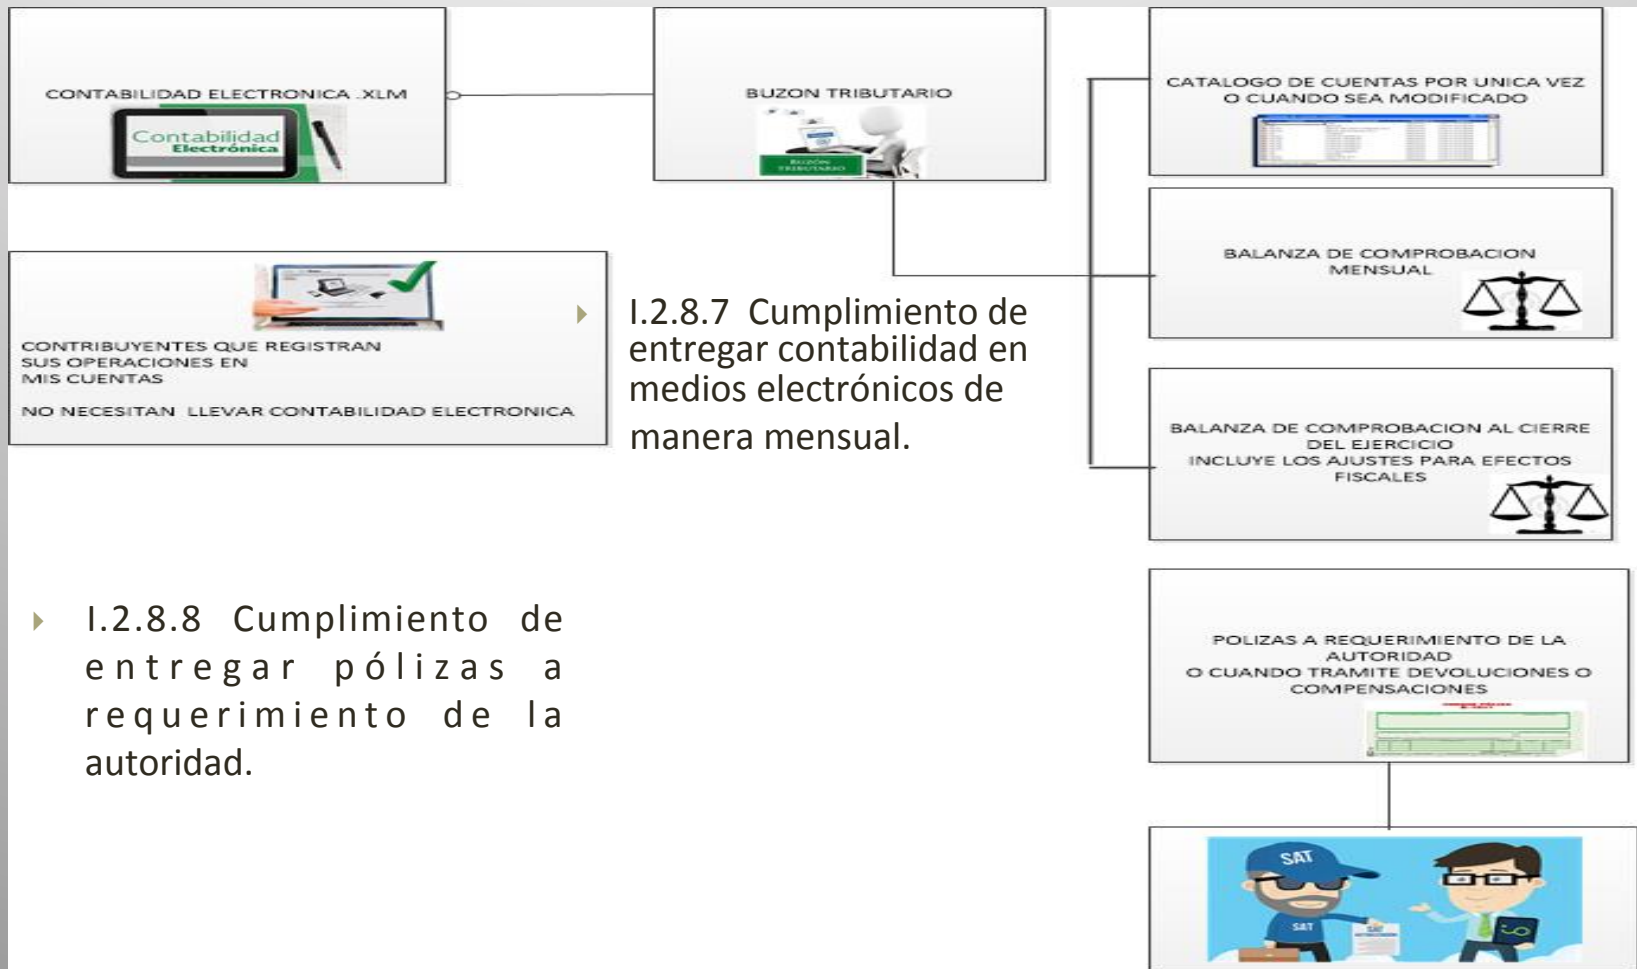 CONTABILIDAD ELECTRONICA .XLM
Contabilidad
Electrónica
BUZON TRIBUTARIO
BUZÓN
TRIBUTARIO
CATALOGO DE CUENTAS POR UNICA VEZ
O CUANDO SEA MODIFICADO
BALANZA DE COMPROBACION
MENSUAL
CONTRIBUYENTES QUE REGISTRAN
SUS OPERACIONES EN
MIS CUENTAS
NO NECESITAN LLEVAR CONTABILIDAD ELECTRONICA
I.2.8.7 Cumplimiento de
entregar contabilidad en
medios electrónicos de
manera mensual.
BALANZA DE COMPROBACION AL CIERRE
DEL EJERCICIO
INCLUYE LOS AJUSTES PARA EFECTOS
FISCALES
I.2.8.8 Cumplimiento de
entregar pólizas a
requerimiento de la
autoridad.
POLIZAS A REQUERIMIENTO DE LA
AUTORIDAD
O CUANDO TRAMITE DEVOLUCIONES O
COMPENSACIONES
SAT
SAT
SAT